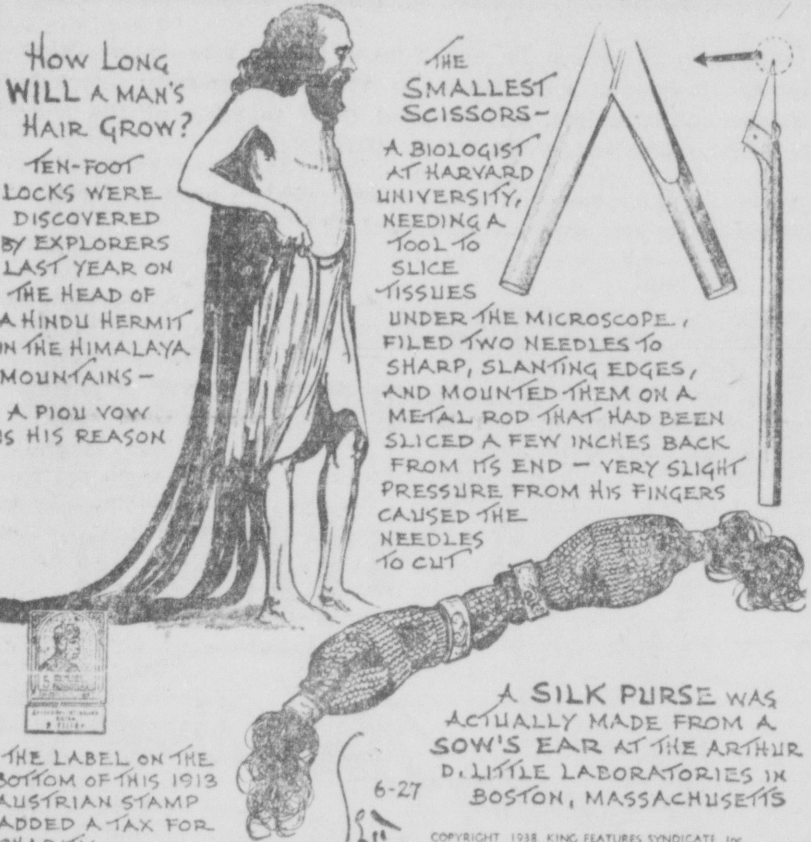 HOW LONG
WILL A MAN'S
HAIR GROW?
TEN-FOOT
LOCKS WERE
DISCOVERED
BY EXPLORERS
LAST YEAR ON
THE HEAD OF
A HINDU HERMIT
IN THE HIMALAYA
MOUNTAINS —
A PIOU VOW
IS HIS REASON
THE
SMALLEST
SCISSORS —
A BIOLOGIST
AT HARVARD
UNIVERSITY,
NEEDING A
TOOL TO
SLICE
TISSUES
UNDER THE MICROSCOPE,
FILED TWO NEEDLES TO
SHARP, SLANTING EDGES,
AND MOUNTED THEM ON A
METAL ROD THAT HAD BEEN
SLICED A FEW INCHES BACK
FROM ITS END — VERY SLIGHT
PRESSURE FROM HIS FINGERS
CAUSED THE
NEEDLES
TO CUT
THE LABEL ON THE
BOTTOM OF THIS 1913
AUSTRIAN STAMP
ADDED A TAX FOR
6-27
A SILK PURSE WAS
ACTUALLY MADE FROM A
SOW'S EAR AT THE ARTHUR
D. LITTLE LABORATORIES IN
BOSTON, MASSACHUSETTS
COPYRIGHT, 1938, KING FEATURES SYNDICATE, Inc.